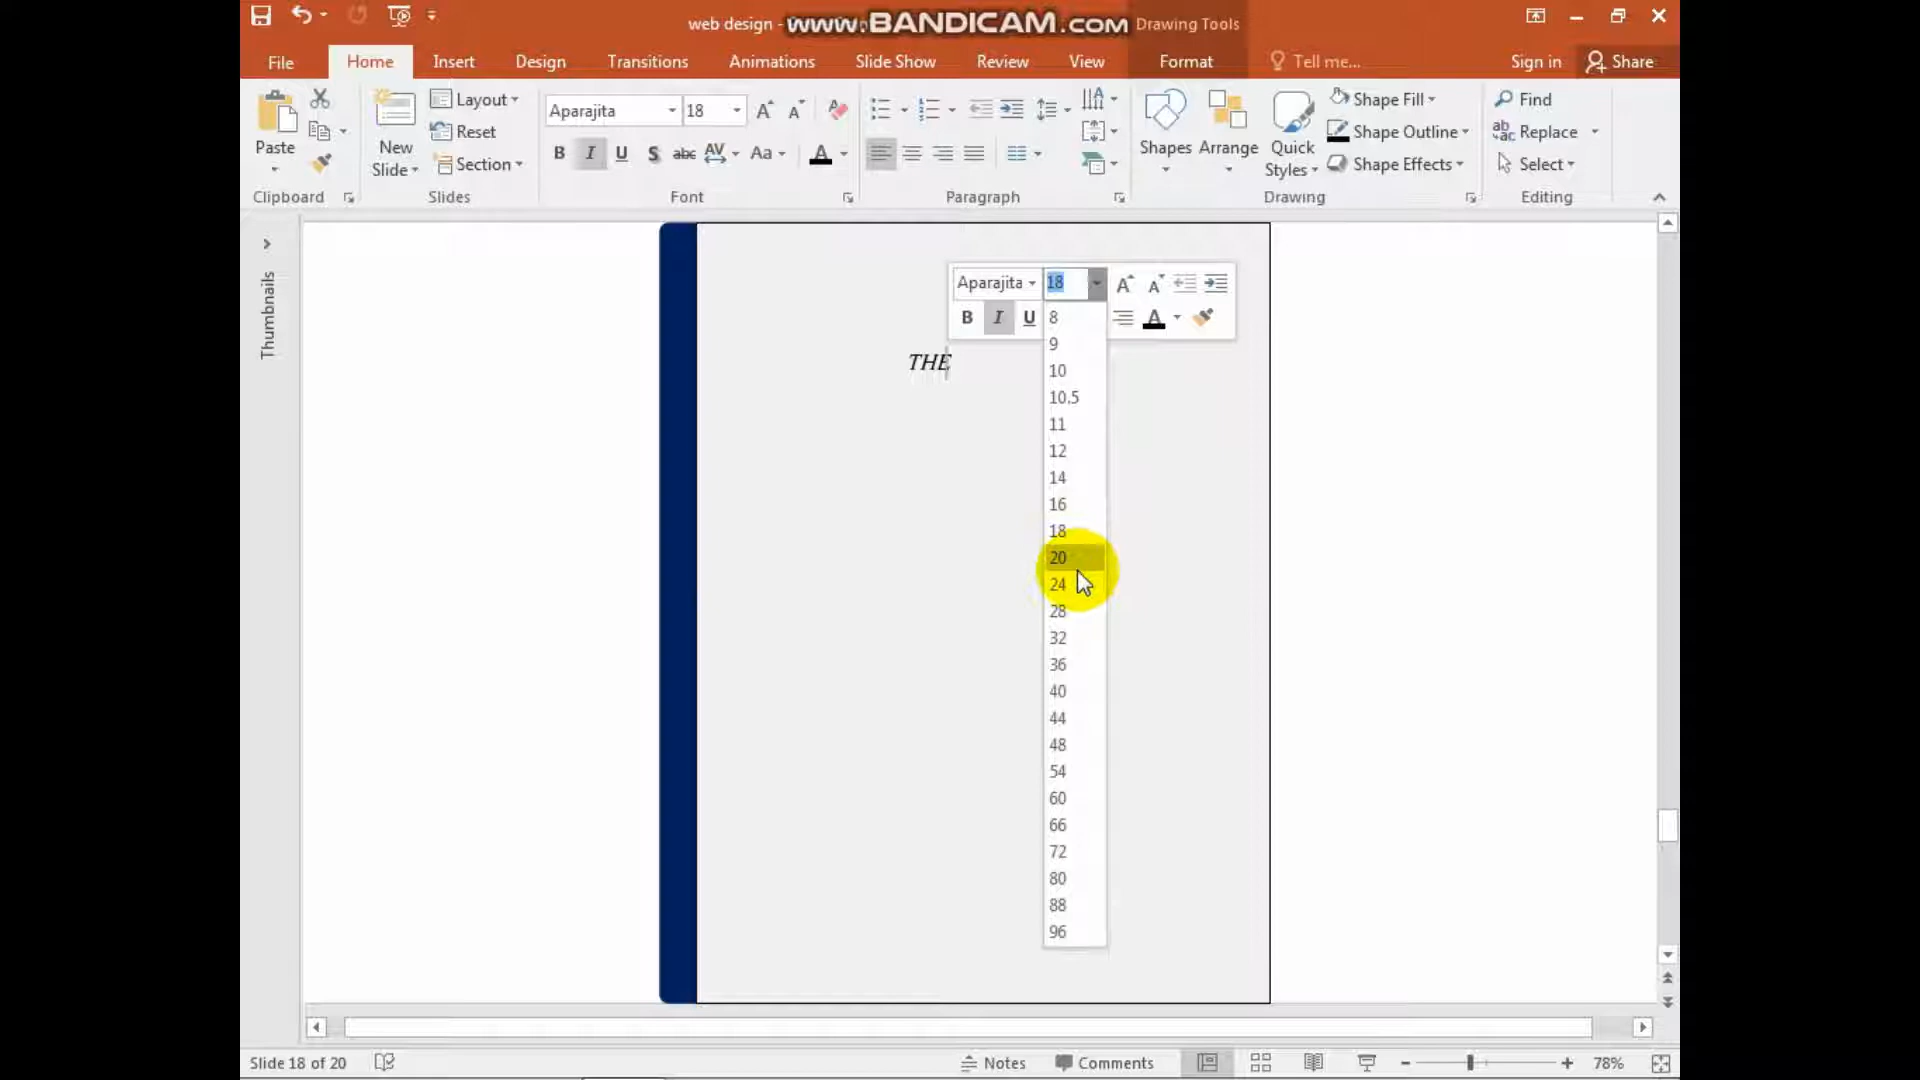 web design -
www.BANDICAM.com
Drawing Tools
File Home Insert Design Transitions Animations Slide Show Review View Format Tell me... Sign in Share
Paste
New Slide
Layout
Reset
Section
Aparajita 18
B I U S abc AV Aa A
Shapes Arrange Quick Styles
Shape Fill
Shape Outline
Shape Effects
Find
Replace
Select
Clipboard Slides Font Paragraph Drawing Editing
Thumbnails
Aparajita 18
B I U A
THE
8
9
10
10.5
11
12
14
16
18
20
24
28
32
36
40
44
48
54
60
66
72
80
88
96
Slide 18 of 20 Notes Comments 78%